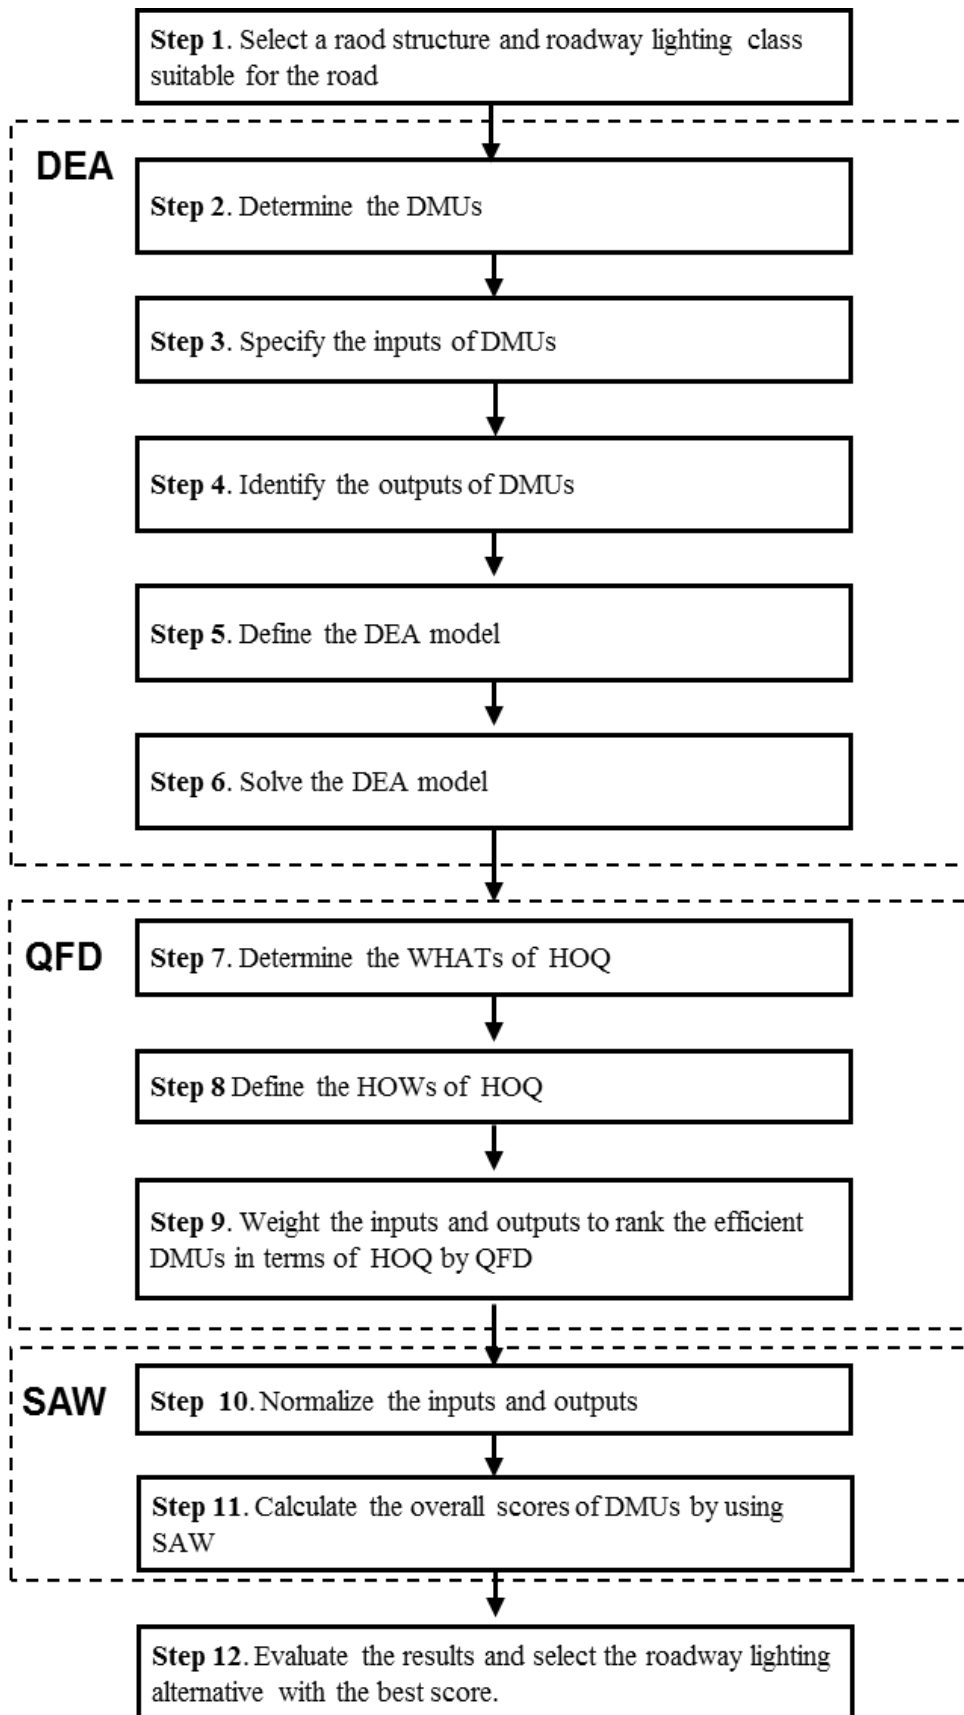 Step 1. Select a raod structure and roadway lighting class
suitable for the road
DEA
Step 2. Determine the DMUs
Step 3. Specify the inputs of DMUs
Step 4. Identify the outputs of DMUs
Step 5. Define the DEA model
Step 6. Solve the DEA model
QFD
Step 7. Determine the WHATs of HOQ
Step 8 Define the HOWs of HOQ
Step 9. Weight the inputs and outputs to rank the efficient
DMUs in terms of HOQ by QFD
SAW
Step 10. Normalize the inputs and outputs
Step 11. Calculate the overall scores of DMUs by using
SAW
Step 12. Evaluate the results and select the roadway lighting
alternative with the best score.